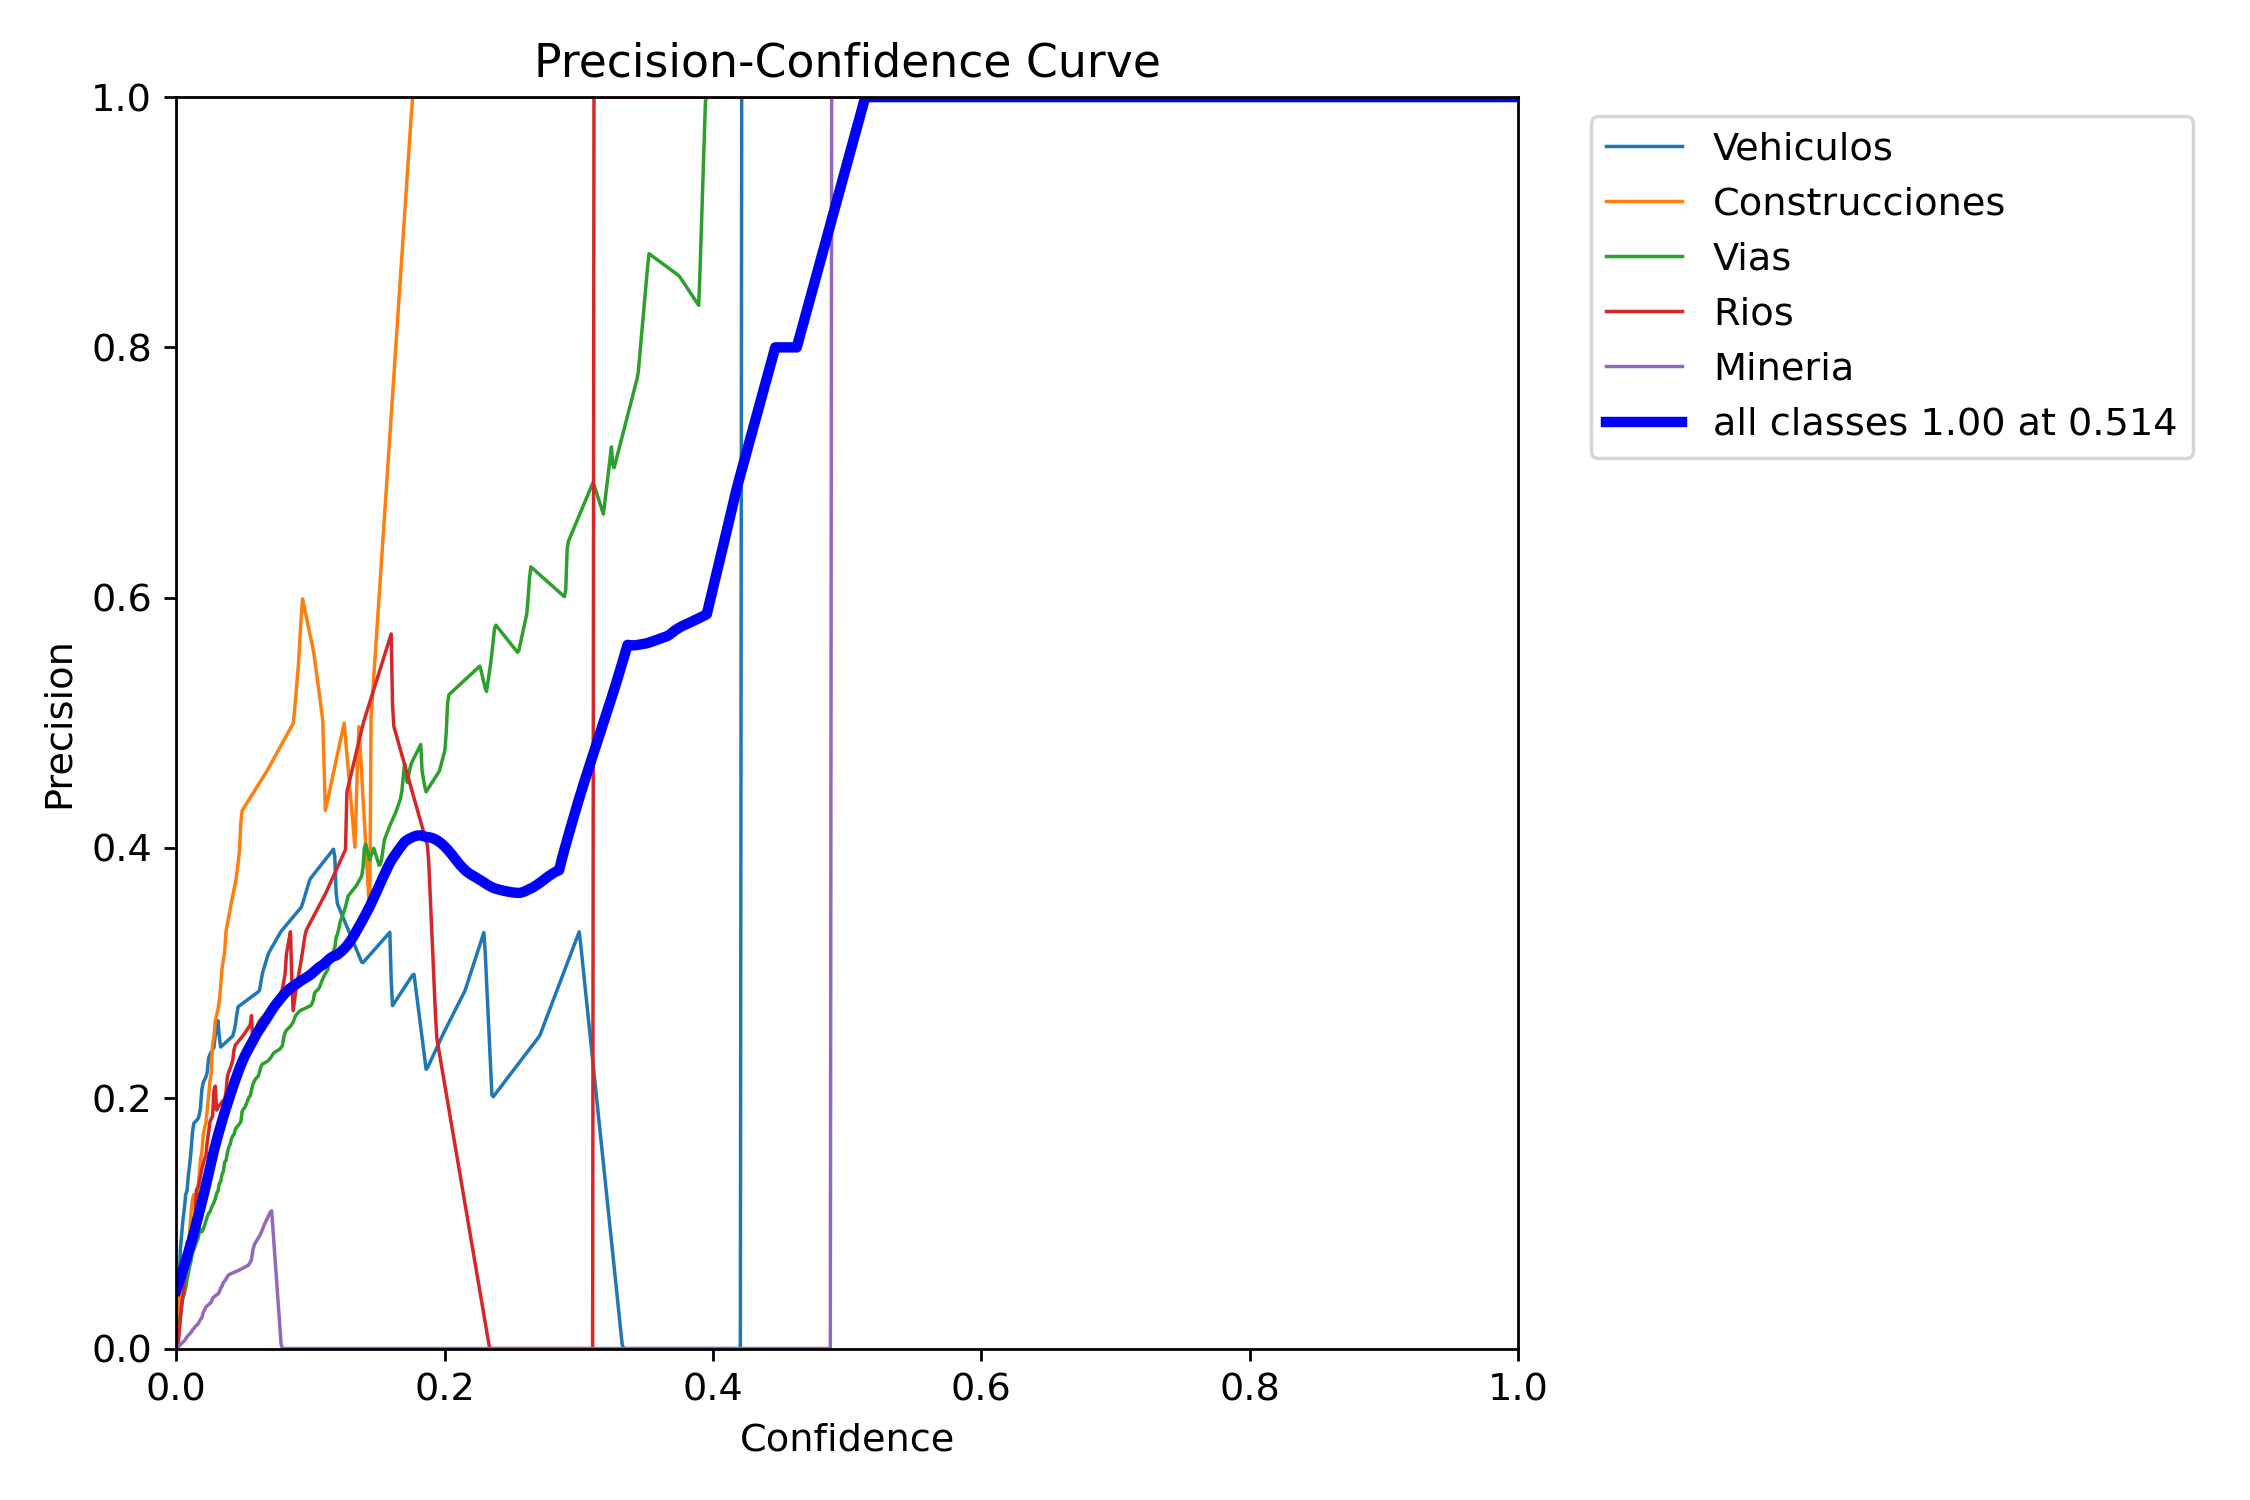 Precision-Confidence Curve
1.0
0.8
0.6
0.4
0.2
0.0
Precision
0.0 0.2 0.4 0.6 0.8 1.0
Confidence
Vehiculos
Construcciones
Vias
Rios
Mineria
all classes 1.00 at 0.514